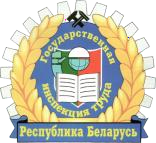 Государственная
инспекция труда
Республика Беларусь